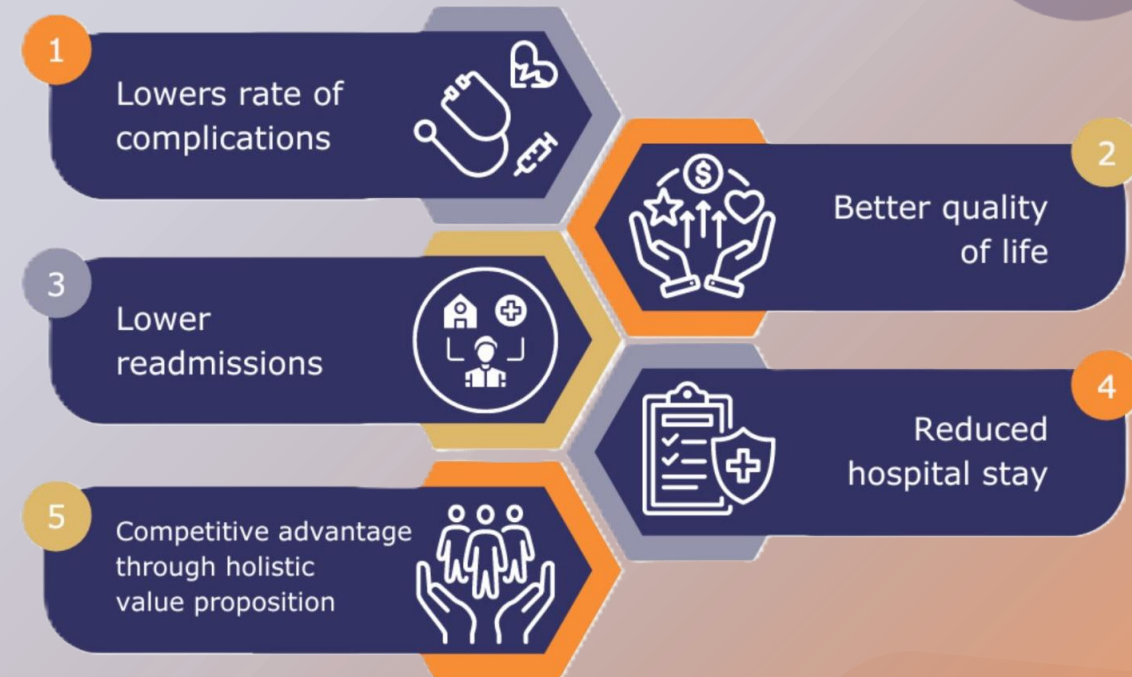 1
Lowers rate of
complications
2
Better quality
of life
$
3
Lower
readmissions
4
Reduced
hospital stay
5
Competitive advantage
through holistic
value proposition